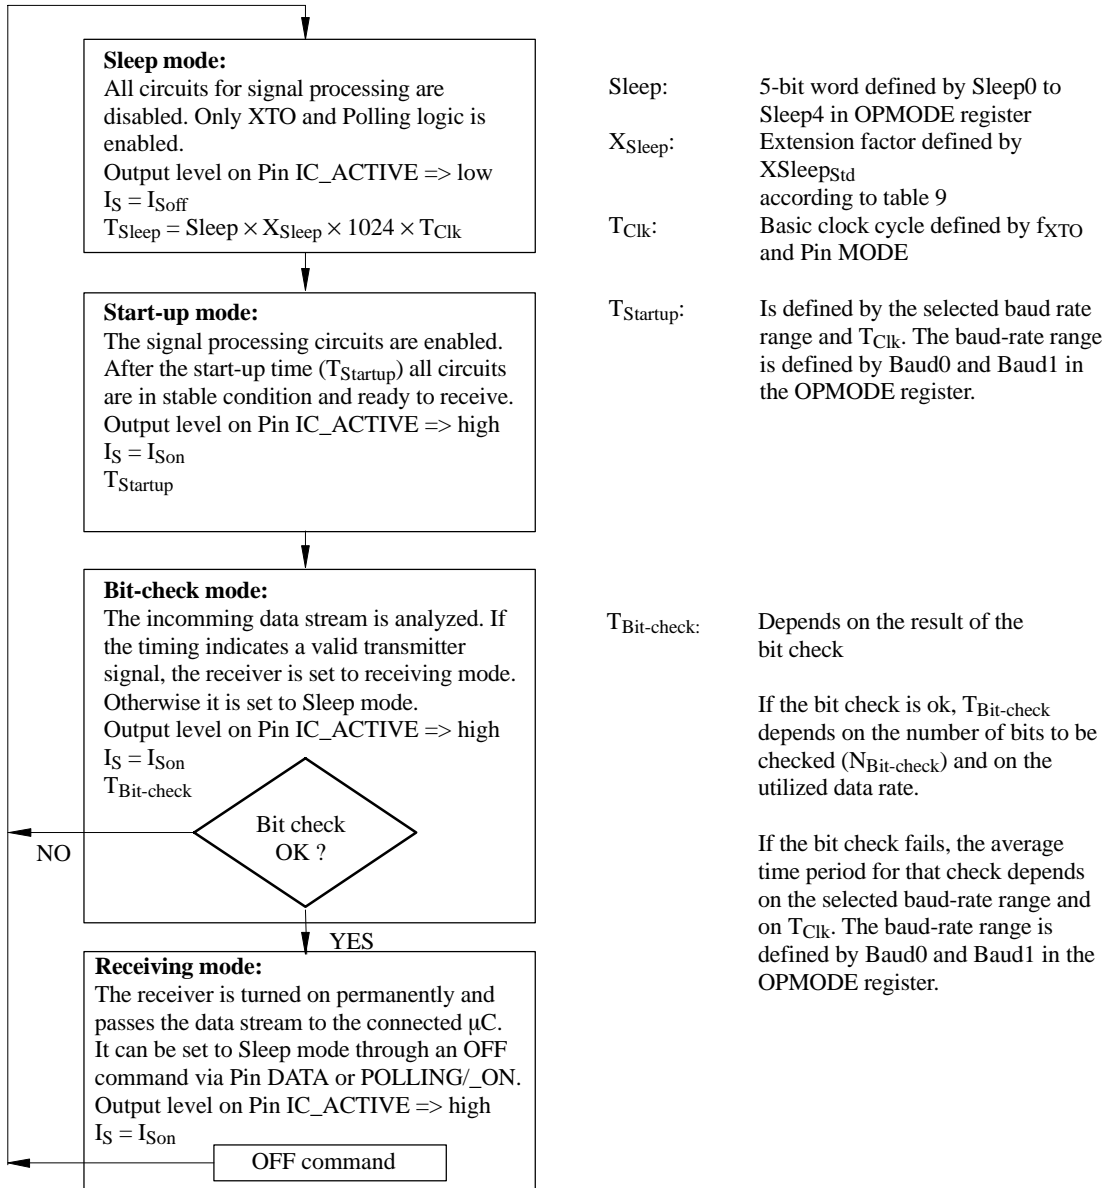 Sleep mode:
All circuits for signal processing are
disabled. Only XTO and Polling logic is
enabled.
Output level on Pin IC_ACTIVE => low
IS = ISoff
TSleep = Sleep × XSleep × 1024 × TClk
Start-up mode:
The signal processing circuits are enabled.
After the start-up time (TStartup) all circuits
are in stable condition and ready to receive.
Output level on Pin IC_ACTIVE => high
IS = ISon
TStartup
Bit-check mode:
The incomming data stream is analyzed. If
the timing indicates a valid transmitter
signal, the receiver is set to receiving mode.
Otherwise it is set to Sleep mode.
Output level on Pin IC_ACTIVE => high
IS = ISon
TBit-check
Bit check
OK ?
NO
YES
Receiving mode:
The receiver is turned on permanently and
passes the data stream to the connected µC.
It can be set to Sleep mode through an OFF
command via Pin DATA or POLLING/_ON.
Output level on Pin IC_ACTIVE => high
IS = ISon
OFF command
Sleep: 5-bit word defined by Sleep0 to
Sleep4 in OPMODE register
XSleep: Extension factor defined by
XSleepStd
according to table 9
TClk: Basic clock cycle defined by fXTO
and Pin MODE
TStartup: Is defined by the selected baud rate
range and TClk. The baud-rate range
is defined by Baud0 and Baud1 in
the OPMODE register.
TBit-check: Depends on the result of the
bit check
If the bit check is ok, TBit-check
depends on the number of bits to be
checked (NBit-check) and on the
utilized data rate.
If the bit check fails, the average
time period for that check depends
on the selected baud-rate range and
on TClk. The baud-rate range is
defined by Baud0 and Baud1 in the
OPMODE register.